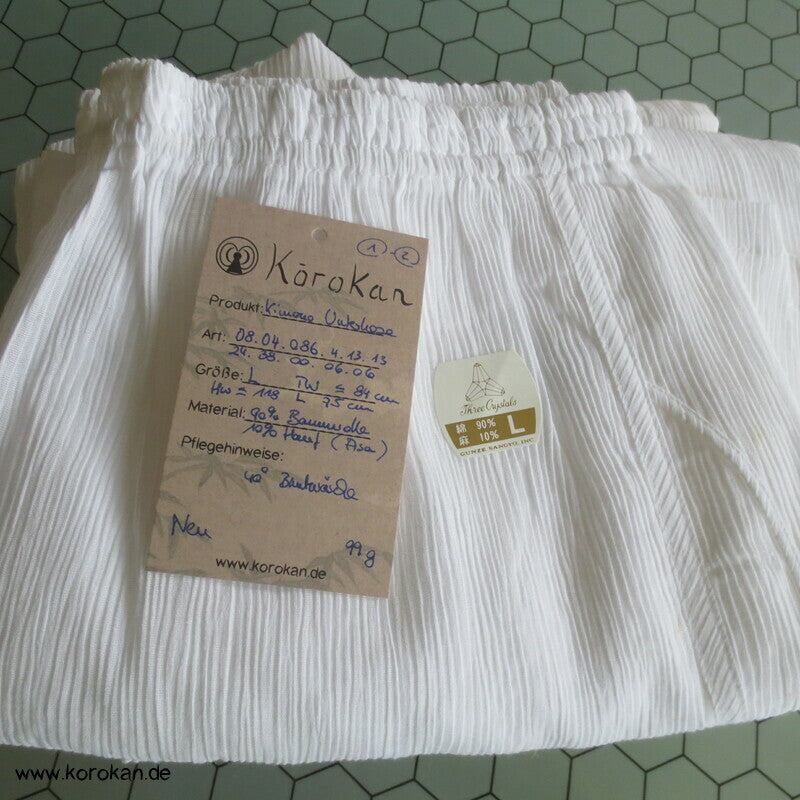 1 - 2
KōroKan
Produkt: Kimono Unterhose
Art: 08.04.086.4.13.13
24.38.00.06.06
Größe: L TW = 84 cm
HW = 118 L 75 cm
Material: 90% Baumwolle
10% Hanf (Asa)
Pflegehinweise:
40° Buntwäsche
Neu
99 g
www.korokan.de
Three Crystals
綿 90%
麻 10%
L
GUNZE SANGYO, INC
www.korokan.de